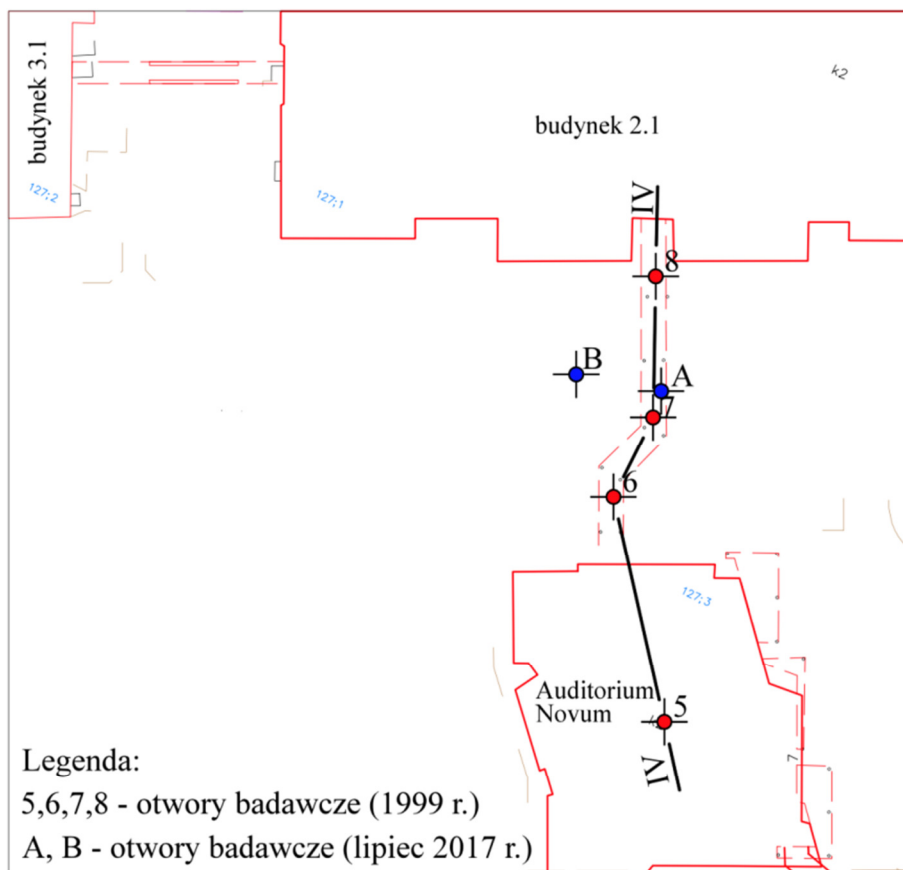 budynek 3.1
k2
budynek 2.1
127;2
127;1
IV
8
B
A
7
6
127;3
Auditorium
Novum
5
IV
7
Legenda:
5,6,7,8 - otwory badawcze (1999 r.)
A, B - otwory badawcze (lipiec 2017 r.)